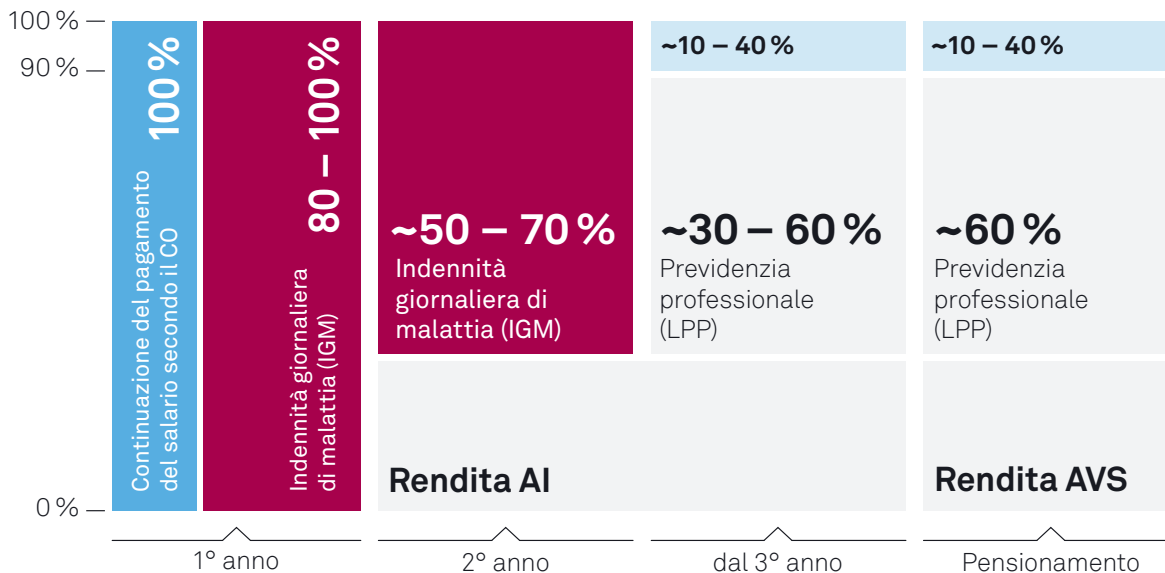 100 %
90 %
0 %
Continuazione del pagamento
del salario secondo il CO
100 %
Indennità giornaliera
di malattia (IGM)
80 – 100 %
~50 – 70 %
Indennità
giornaliera di
malattia (IGM)
~10 – 40 %
~30 – 60 %
Previdenzia
professionale
(LPP)
~10 – 40 %
~60 %
Previdenzia
professionale
(LPP)
Rendita AI
Rendita AVS
1° anno
2° anno
dal 3° anno
Pensionamento